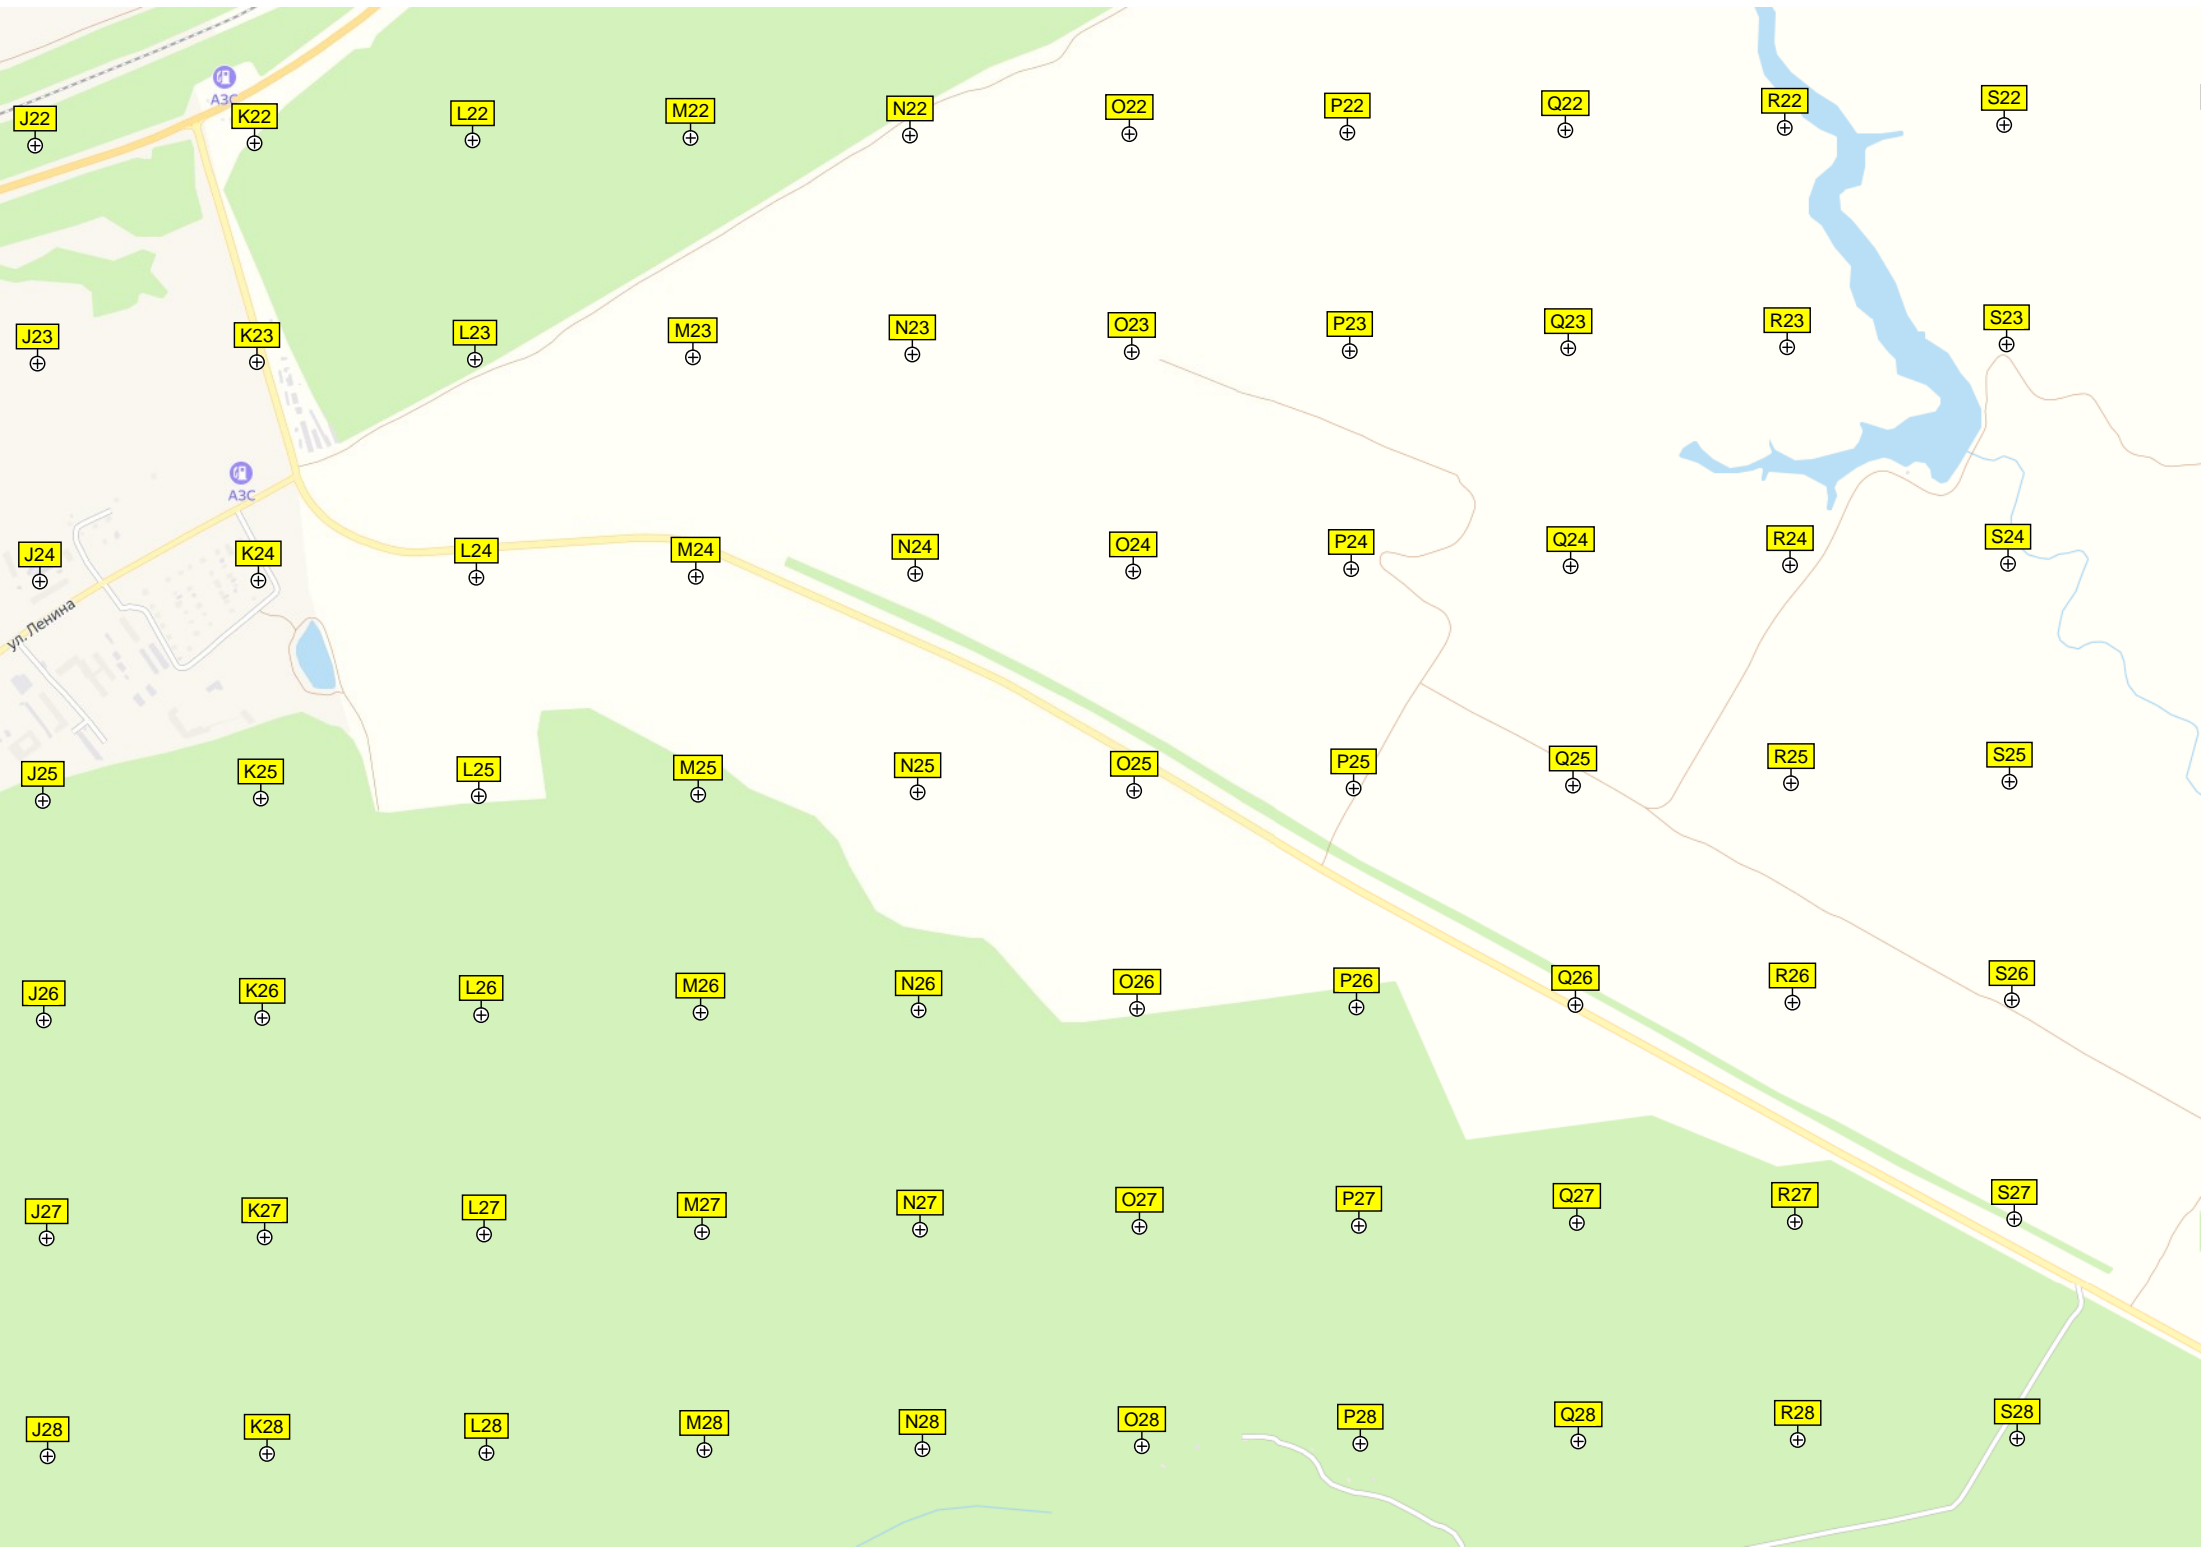 АЗС
J22 K22 L22 M22 N22 O22 P22 Q22 R22 S22
J23 K23 L23 M23 N23 O23 P23 Q23 R23 S23
АЗС
J24 K24 L24 M24 N24 O24 P24 Q24 R24 S24
ул. Ленина
J25 K25 L25 M25 N25 O25 P25 Q25 R25 S25
J26 K26 L26 M26 N26 O26 P26 Q26 R26 S26
J27 K27 L27 M27 N27 O27 P27 Q27 R27 S27
J28 K28 L28 M28 N28 O28 P28 Q28 R28 S28